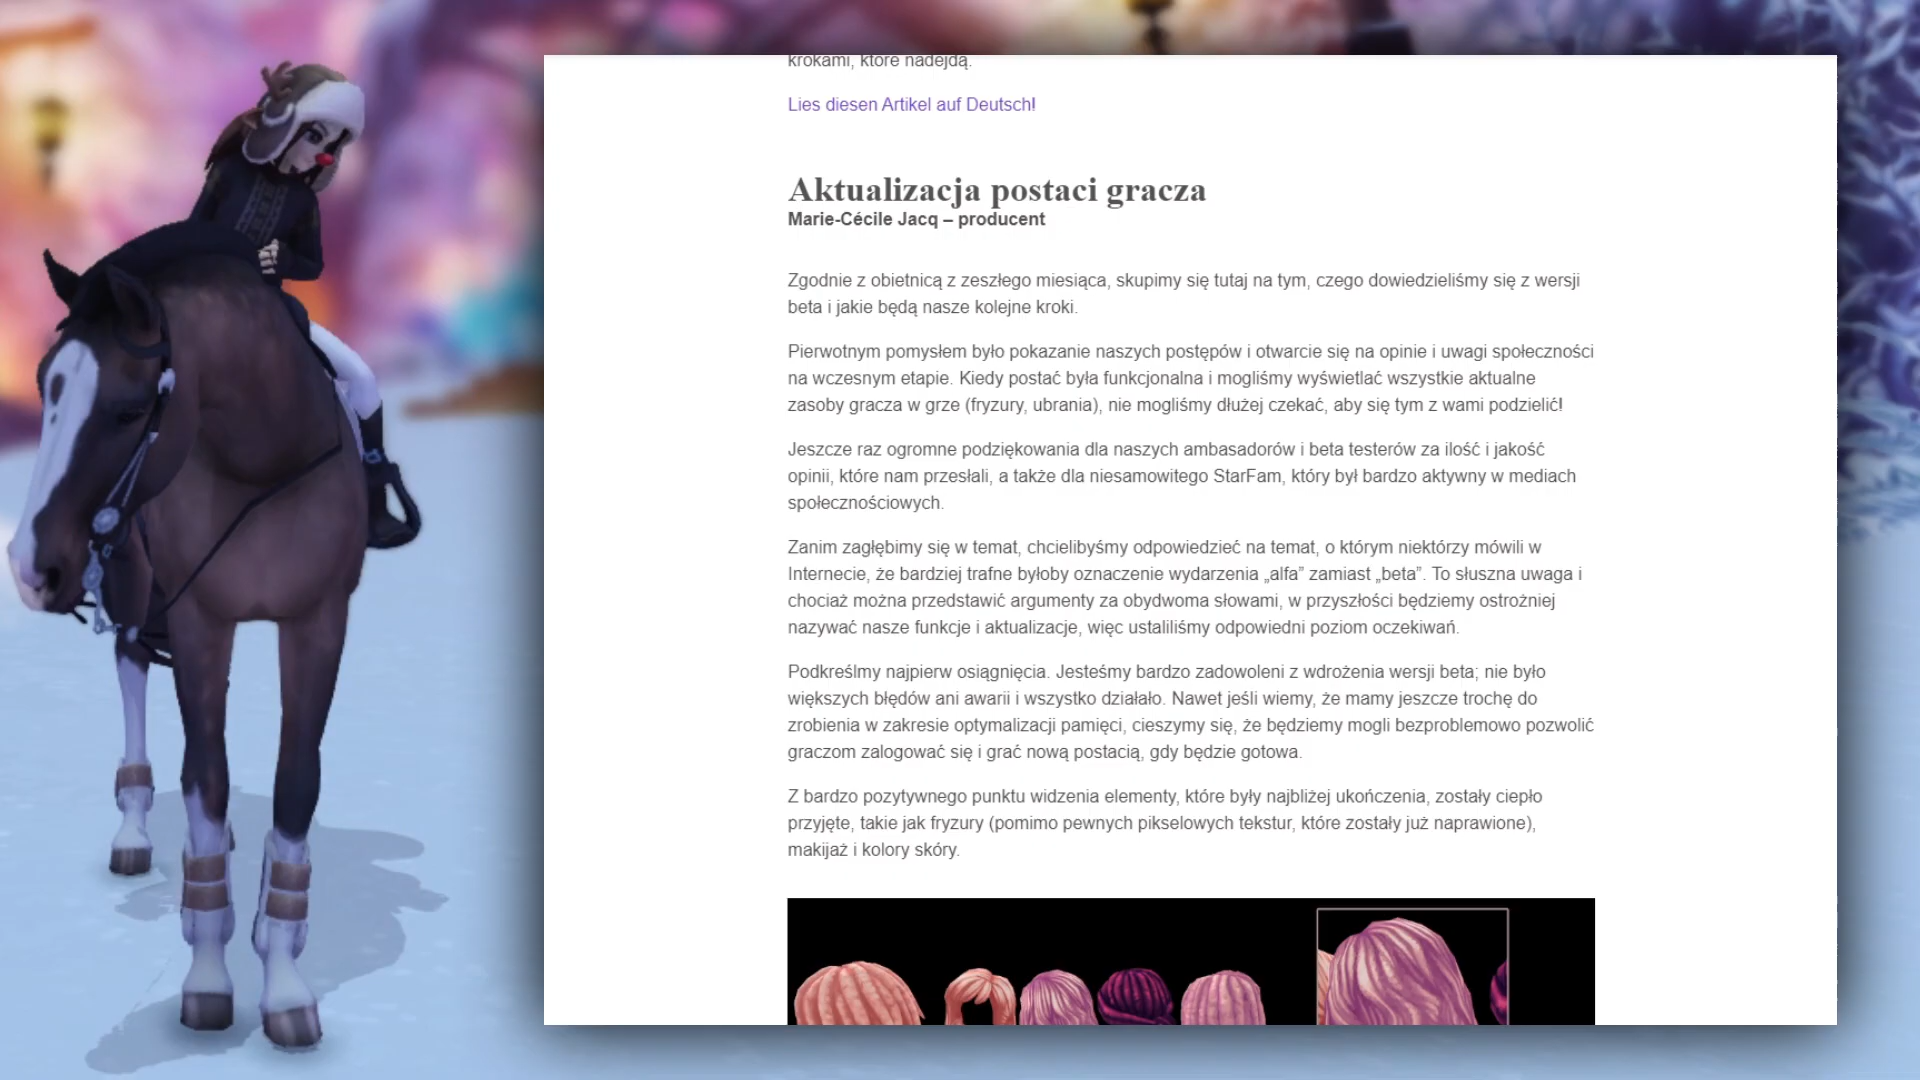 krokami, które nadejdą.
Lies diesen Artikel auf Deutsch!
Aktualizacja postaci gracza
Marie-Cécile Jacq – producent
Zgodnie z obietnicą z zeszłego miesiąca, skupimy się tutaj na tym, czego dowiedzieliśmy się z wersji
beta i jakie będą nasze kolejne kroki.
Pierwotnym pomysłem było pokazanie naszych postępów i otwarcie się na opinie i uwagi społeczności
na wczesnym etapie. Kiedy postać była funkcjonalna i mogliśmy wyświetlać wszystkie aktualne
zasoby gracza w grze (fryzury, ubrania), nie mogliśmy dłużej czekać, aby się tym z wami podzielić!
Jeszcze raz ogromne podziękowania dla naszych ambasadorów i beta testerów za ilość i jakość
opinii, które nam przesłali, a także dla niesamowitego StarFam, który był bardzo aktywny w mediach
społecznościowych.
Zanim zagłębimy się w temat, chcielibyśmy odpowiedzieć na temat, o którym niektórzy mówili w
Internecie, że bardziej trafne byłoby oznaczenie wydarzenia „alfa” zamiast „beta”. To słuszna uwaga i
chociaż można przedstawić argumenty za obydwoma słowami, w przyszłości będziemy ostrożniej
nazywać nasze funkcje i aktualizacje, więc ustaliliśmy odpowiedni poziom oczekiwań.
Podkreślmy najpierw osiągnięcia. Jesteśmy bardzo zadowoleni z wdrożenia wersji beta; nie było
większych błędów ani awarii i wszystko działało. Nawet jeśli wiemy, że mamy jeszcze trochę do
zrobienia w zakresie optymalizacji pamięci, cieszymy się, że będziemy mogli bezproblemowo pozwolić
graczom zalogować się i grać nową postacią, gdy będzie gotowa.
Z bardzo pozytywnego punktu widzenia elementy, które były najbliżej ukończenia, zostały ciepło
przyjęte, takie jak fryzury (pomimo pewnych pikselowych tekstur, które zostały już naprawione),
makijaż i kolory skóry.